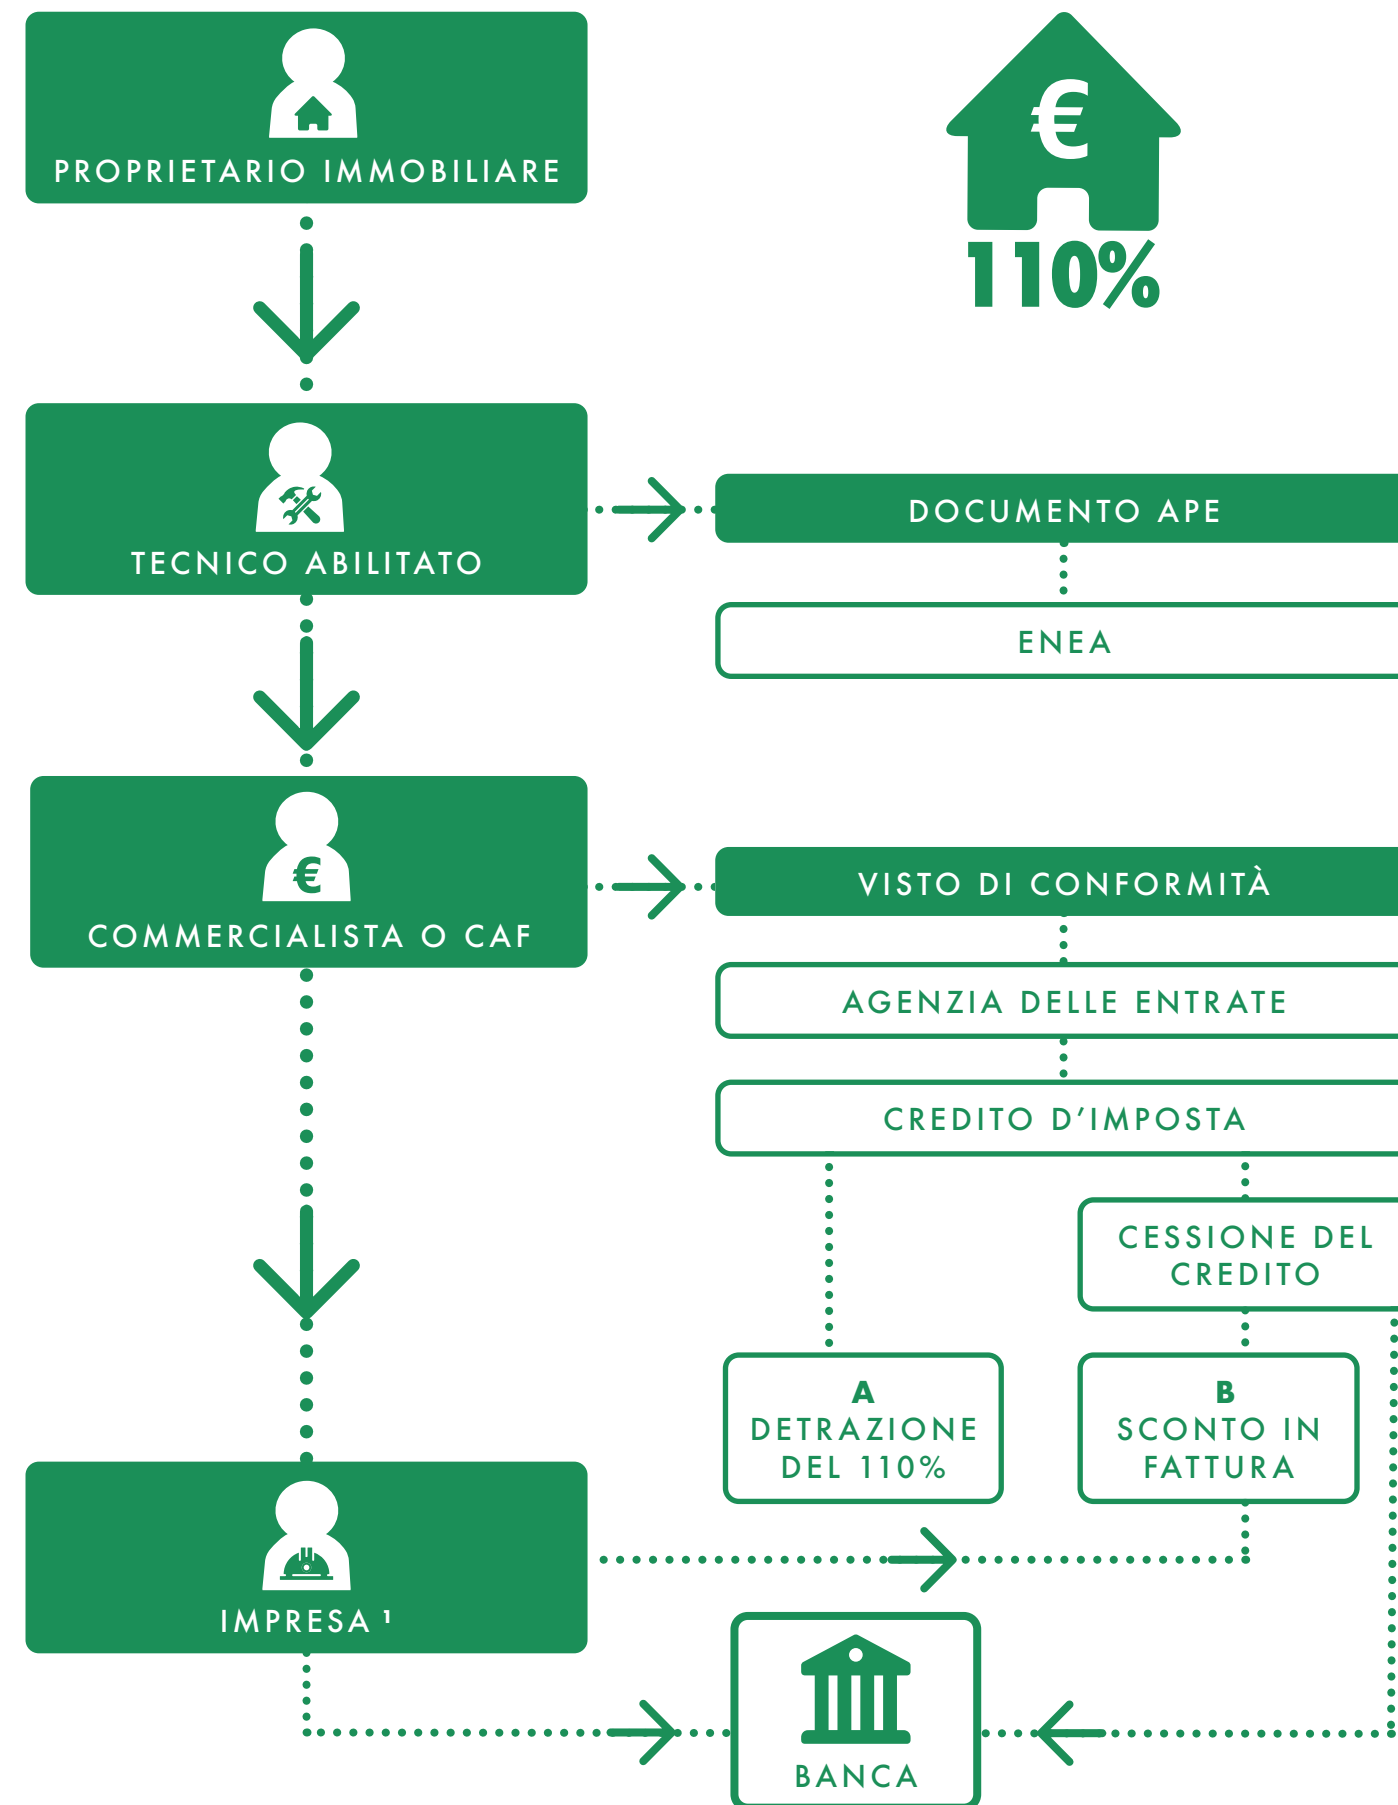 PROPRIETARIO IMMOBILIARE
€
110%
TECNICO ABILITATO
DOCUMENTO APE
ENEA
€
COMMERCIALISTA O CAF
VISTO DI CONFORMITÀ
AGENZIA DELLE ENTRATE
CREDITO D’IMPOSTA
CESSIONE DEL
CREDITO
A
DETRAZIONE
DEL 110%
B
SCONTO IN
FATTURA
IMPRESA ¹
BANCA